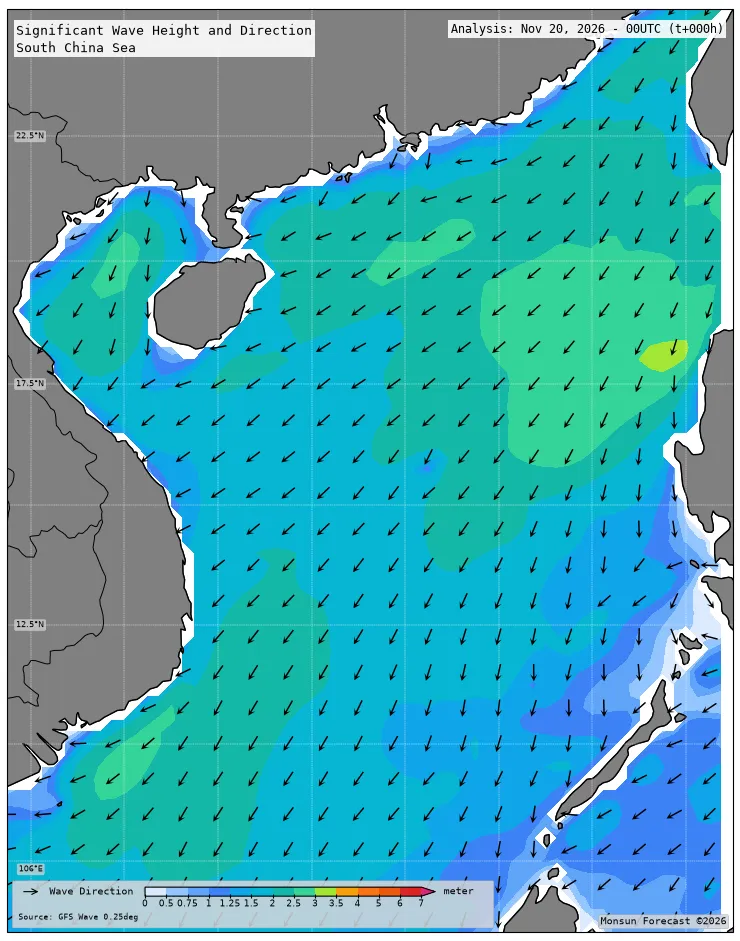 Significant Wave Height and Direction
South China Sea
Analysis: Nov 20, 2026 - 00UTC (t+000h)
22.5°N
17.5°N
12.5°N
106°E
Wave Direction
0 0.5 0.75 1 1.25 1.5 2 2.5 3 3.5 4 5 6 7
meter
Source: GFS Wave 0.25deg
Monsun Forecast ©2026